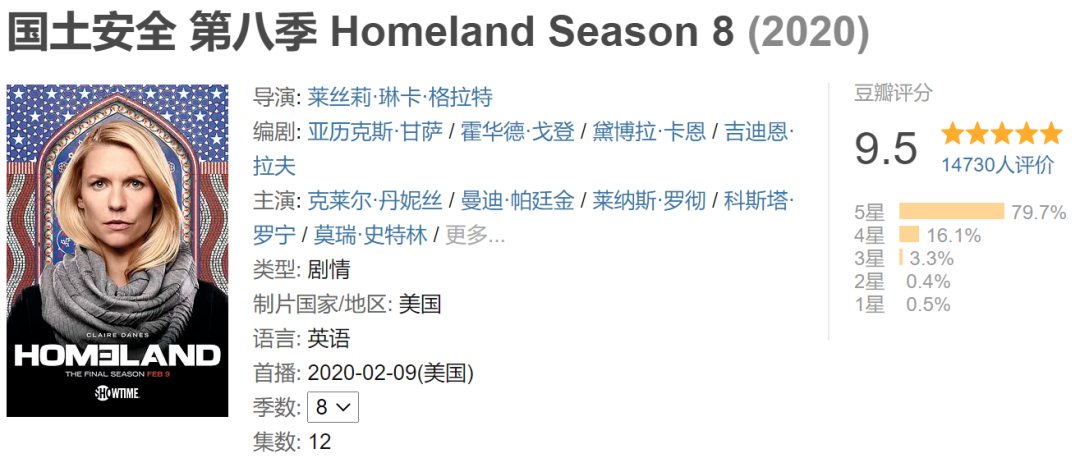 国土安全 第八季 Homeland Season 8 (2020)
CLAIRE DANES
HOMELAND
THE FINAL SEASON FEB 9
SHOWTIME
导演: 莱丝莉·琳卡·格拉特
编剧: 亚历克斯·甘萨 / 霍华德·戈登 / 黛博拉·卡恩 / 吉迪恩·
拉夫
主演: 克莱尔·丹妮丝 / 曼迪·帕廷金 / 莱纳斯·罗彻 / 科斯塔·
罗宁 / 莫瑞·史特林 / 更多...
类型: 剧情
制片国家/地区: 美国
语言: 英语
首播: 2020-02-09(美国)
季数: 8
集数: 12
豆瓣评分
9.5
14730人评价
5星 79.7%
4星 16.1%
3星 3.3%
2星 0.4%
1星 0.5%